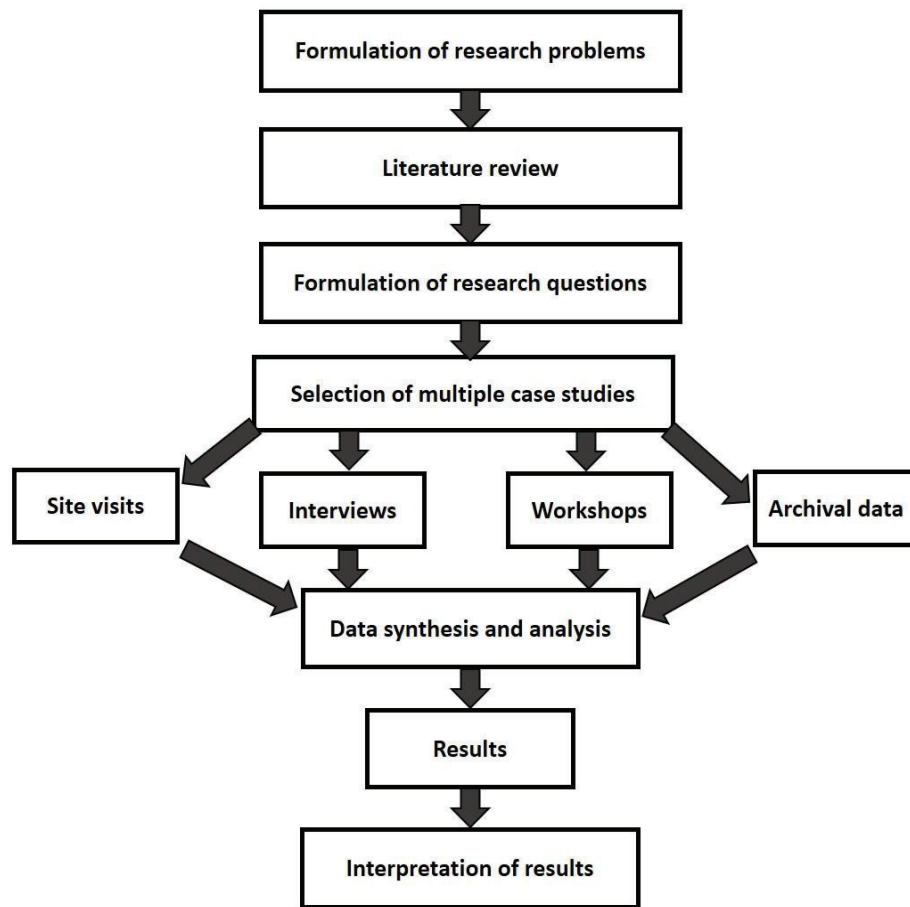 Formulation of research problems
Literature review
Formulation of research questions
Selection of multiple case studies
Site visits
Interviews
Workshops
Archival data
Data synthesis and analysis
Results
Interpretation of results